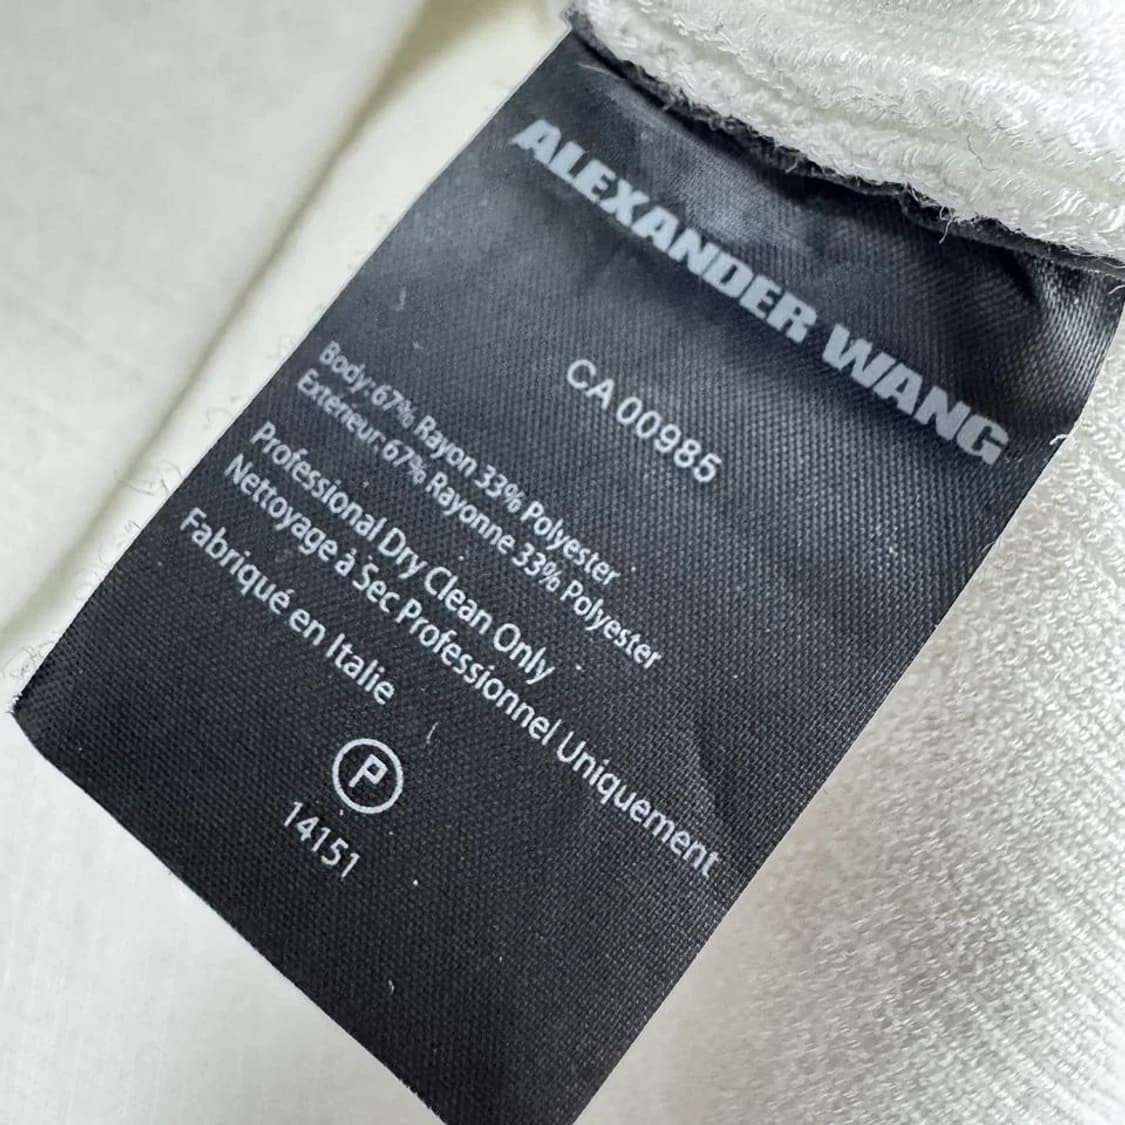 ALEXANDER WANG
CA 00985
Body: 67% Rayon 33% Polyester
Extérieur: 67% Rayonne 33% Polyester
Professional Dry Clean Only
Nettoyage à Sec Professionnel Uniquement
Fabriqué en Italie
P
14151